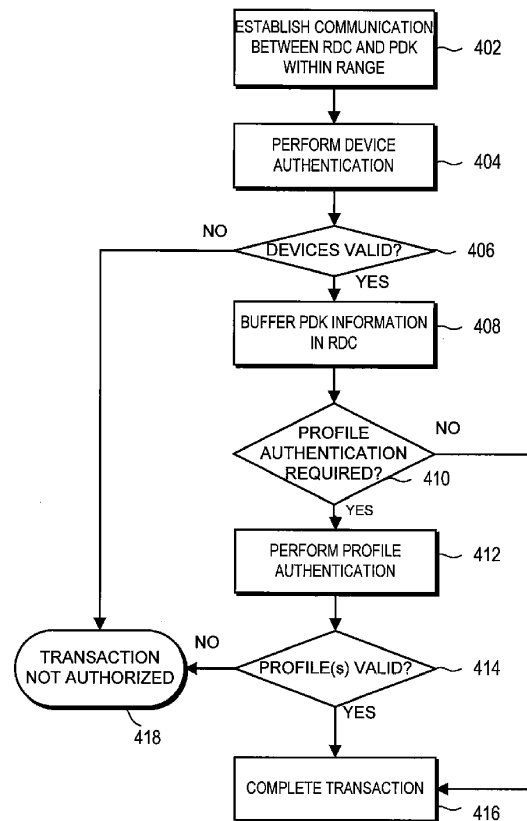 ESTABLISH COMMUNICATION
BETWEEN RDC AND PDK
WITHIN RANGE
402
PERFORM DEVICE
AUTHENTICATION
404
NO
DEVICES VALID?
406
YES
BUFFER PDK INFORMATION
IN RDC
408
PROFILE
AUTHENTICATION
REQUIRED?
NO
410
YES
PERFORM PROFILE
AUTHENTICATION
412
TRANSACTION
NOT AUTHORIZED
NO
PROFILE(s) VALID?
414
418
YES
COMPLETE TRANSACTION
416